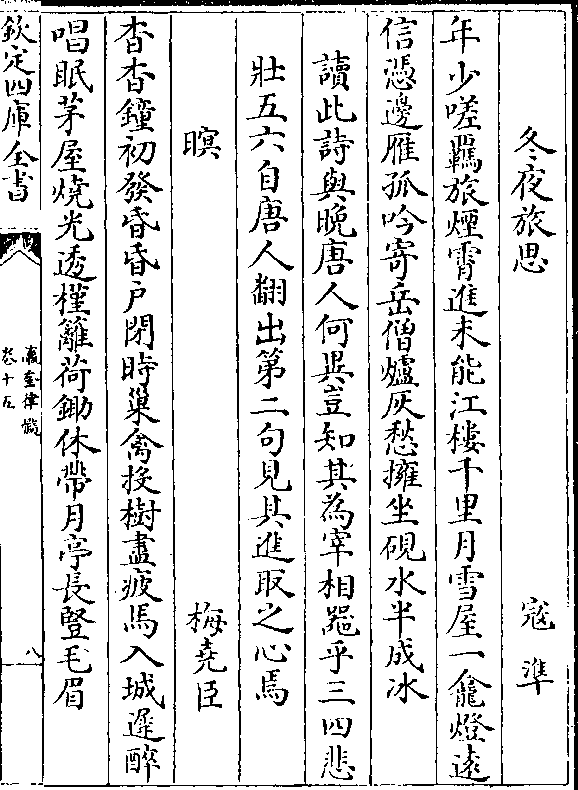 冬夜旅思　寇準
年少嗟羈旅煙霄進未能江樓千里月雪屋一龕燈遠
信憑邊雁孤吟寄岳僧爐灰愁擁坐硯水半成冰
讀此詩與晚唐人何異豈知其為宰相器乎三四悲
壯五六自唐人翻出第二句見其進取之心焉
暝　梅堯臣
杳杳鐘初發昏昏户閉時巢禽投樹盡疲馬入城遲醉
唱眠茅屋燒光透槿籬荷鋤休帶月亭長豎毛眉
欽定四庫全書
瀛奎律髓
卷十五
八